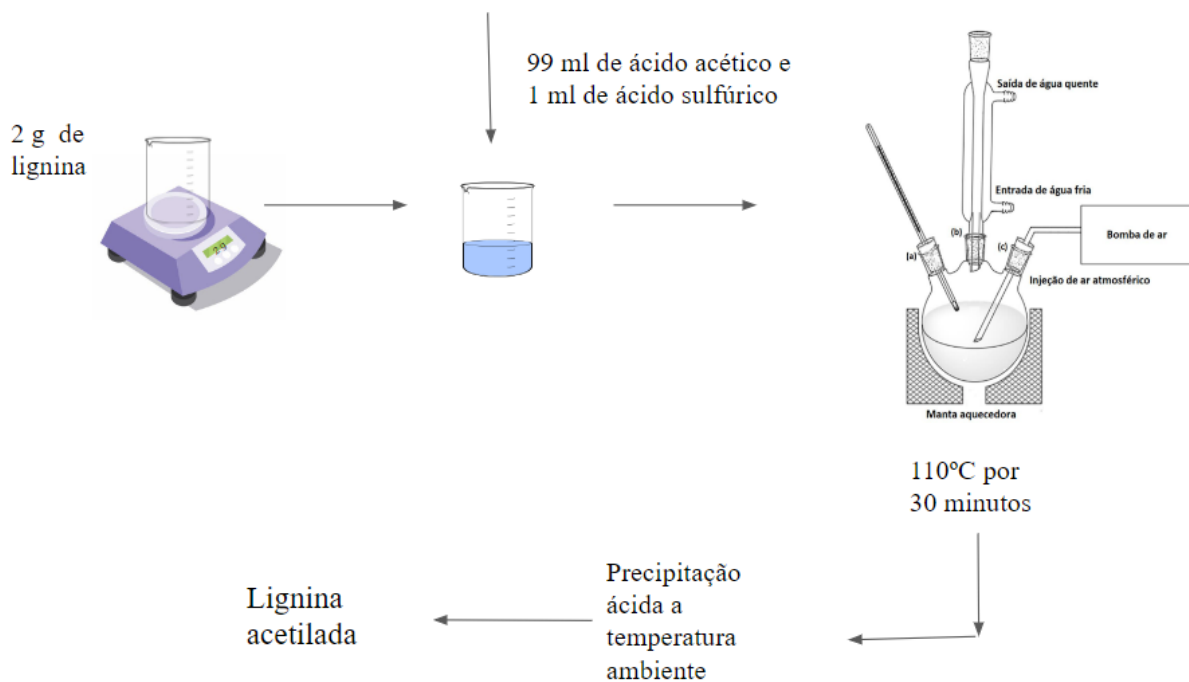 99 ml de ácido acético e
1 ml de ácido sulfúrico
2 g de
lignina
2 g
Saída de água quente
Entrada de água fria
(a)
(b)
(c)
Bomba de ar
Injeção de ar atmosférico
Manta aquecedora
110ºC por
30 minutos
Precipitação
ácida a
temperatura
ambiente
Lignina
acetilada